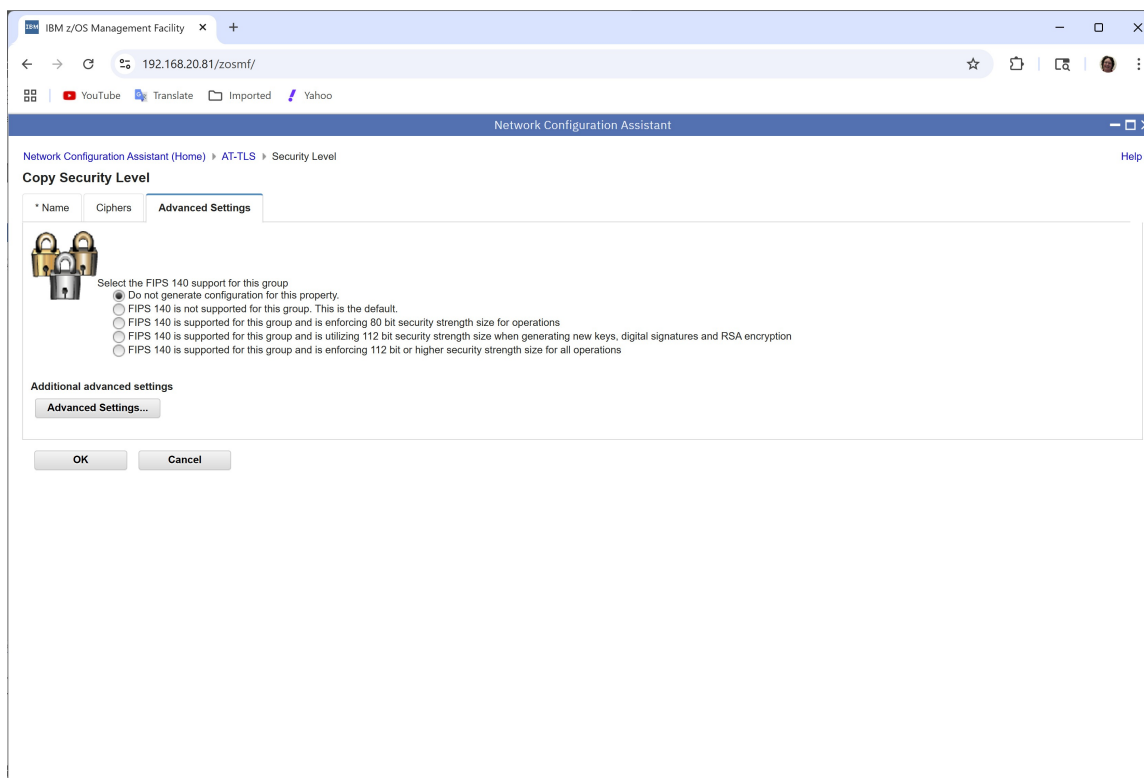 IBM IBM z/OS Management Facility
192.168.20.81/zosmf/
YouTube Translate Imported Yahoo
Network Configuration Assistant
Network Configuration Assistant (Home) AT-TLS Security Level Help
Copy Security Level
* Name Ciphers Advanced Settings
Select the FIPS 140 support for this group
Do not generate configuration for this property.
FIPS 140 is not supported for this group. This is the default.
FIPS 140 is supported for this group and is enforcing 80 bit security strength size for operations
FIPS 140 is supported for this group and is utilizing 112 bit security strength size when generating new keys, digital signatures and RSA encryption
FIPS 140 is supported for this group and is enforcing 112 bit or higher security strength size for all operations
Additional advanced settings
Advanced Settings...
OK Cancel